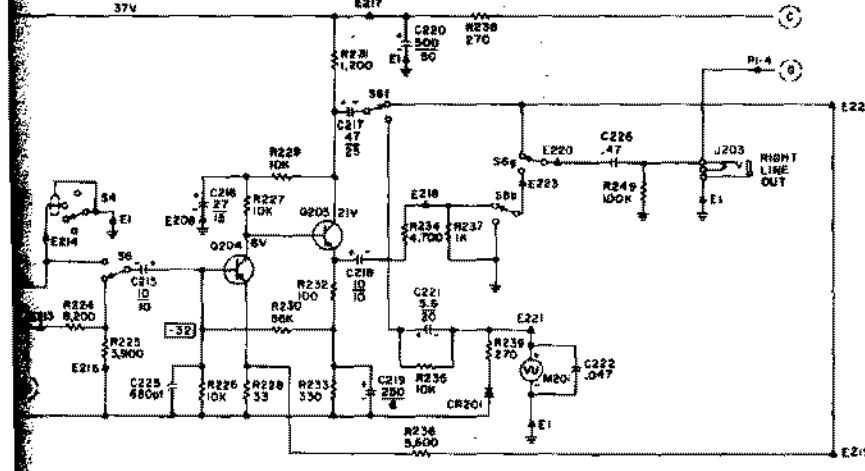 37V
E217
C220
500
50
E1
R238
270
C
R231
1,200
S6f
C217
47
25
R229
10K
C216
27
15
E208
R227
10K
Q205
21V
Q204
8V
S4
E1
a
E214
S6
C215
10
10
R224
8,200
R225
3,900
E216
-32
R230
56K
R232
100
C218
10
10
E218
R234
4,700
R237
1K
S6h
S6g
E220
E223
C226
.47
R249
100K
P1-4
J203
RIGHT
LINE
OUT
E1
C221
5.6
20
R236
10K
E221
R239
270
CR201
VU
M20
C222
.047
E1
C225
680pf
R226
10K
R228
33
R233
330
C219
250
R238
5,600
E22
E21